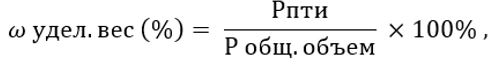 ω удел. вес (%) = Рпти / Р общ. объем × 100% ,